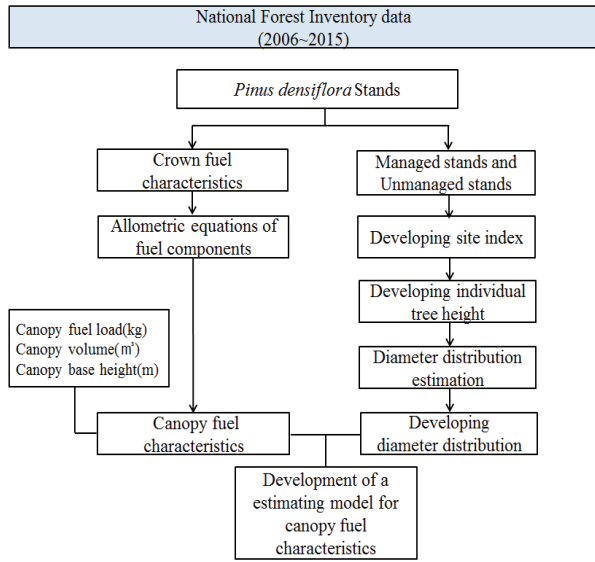 National Forest Inventory data
(2006~2015)
Pinus densiflora Stands
Crown fuel
characteristics
Managed stands and
Unmanaged stands
Allometric equations of
fuel components
Developing site index
Developing individual
tree height
Canopy fuel load(kg)
Canopy volume(㎥)
Canopy base height(m)
Diameter distribution
estimation
Canopy fuel
characteristics
Developing
diameter distribution
Development of a
estimating model for
canopy fuel
characteristics